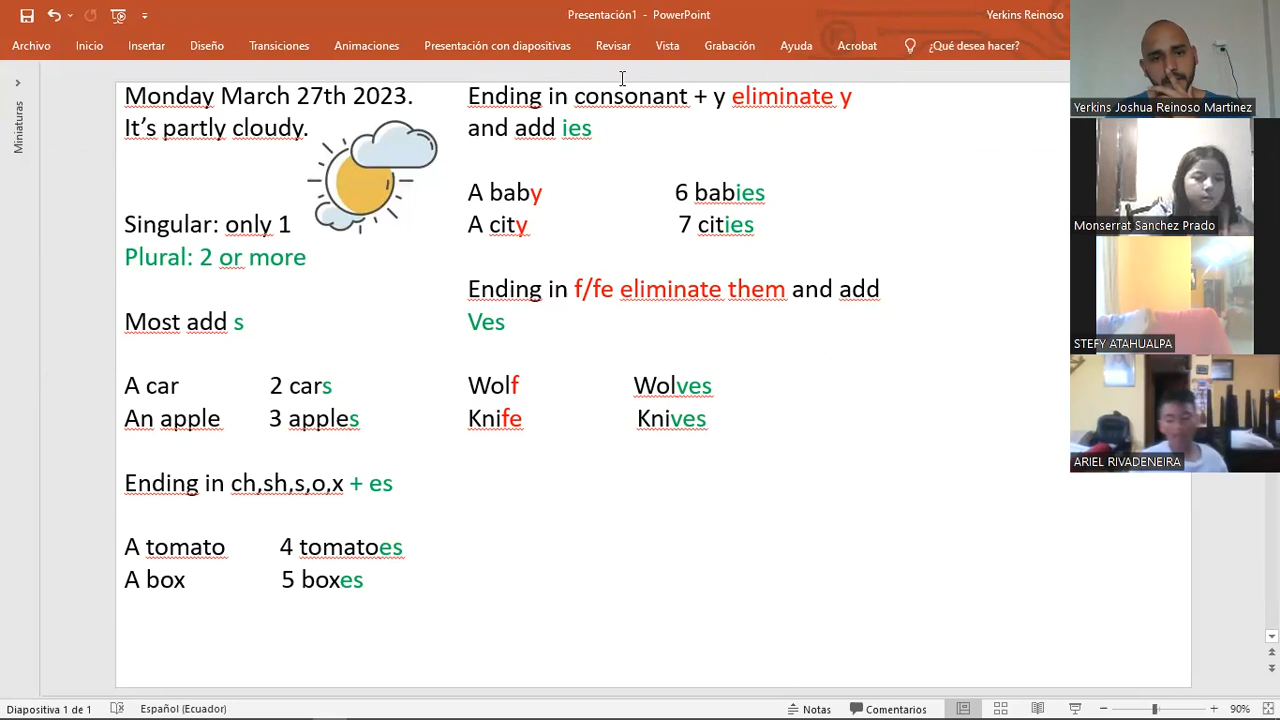 Presentación1 - PowerPoint
Yerkins Reinoso
Archivo Inicio Insertar Diseño Transiciones Animaciones Presentación con diapositivas Revisar Vista Grabación Ayuda Acrobat ¿Qué desea hacer?
Miniaturas
Monday March 27th 2023.
It’s partly cloudy.
Singular: only 1
Plural: 2 or more
Most add s
A car 2 cars
An apple 3 apples
Ending in ch,sh,s,o,x + es
A tomato 4 tomatoes
A box 5 boxes
Ending in consonant + y eliminate y
and add ies
A baby 6 babies
A city 7 cities
Ending in f/fe eliminate them and add
Ves
Wolf Wolves
Knife Knives
Yerkins Joshua Reinoso Martinez
Monserrat Sanchez Prado
STEFY ATAHUALPA
ARIEL RIVADENEIRA
Diapositiva 1 de 1 Español (Ecuador) Notas Comentarios 90%